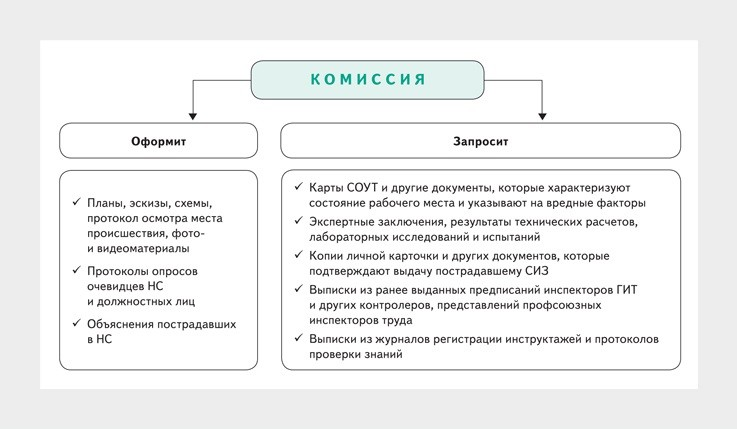 КОМИССИЯ
Оформит
Планы, эскизы, схемы,
протокол осмотра места
происшествия, фото-
и видеоматериалы
Протоколы опросов
очевидцев НС
и должностных лиц
Объяснения пострадавших
в НС
Запросит
Карты СОУТ и другие документы, которые характеризуют
состояние рабочего места и указывают на вредные факторы
Экспертные заключения, результаты технических расчетов,
лабораторных исследований и испытаний
Копии личной карточки и других документов, которые
подтверждают выдачу пострадавшему СИЗ
Выписки из ранее выданных предписаний инспекторов ГИТ
и других контролеров, представлений профсоюзных
инспекторов труда
Выписки из журналов регистрации инструктажей и протоколов
проверки знаний